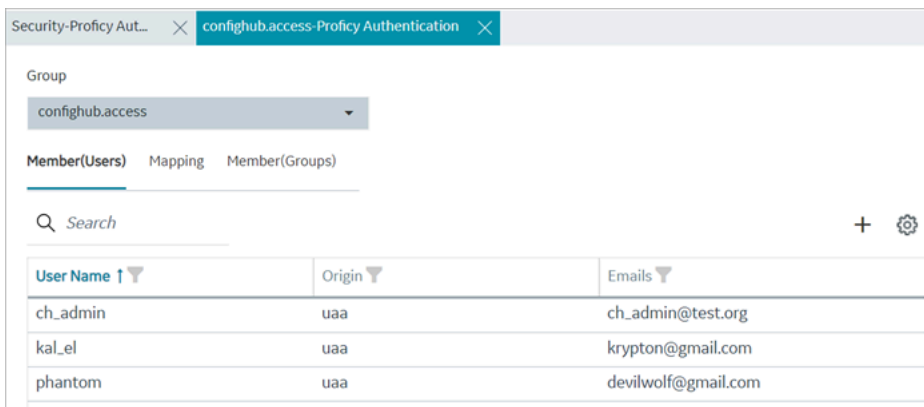 Security-Proficy Aut... confighub.access-Proficy Authentication
Group
confighub.access
Member(Users) Mapping Member(Groups)
Search
User Name Origin Emails
ch_admin uaa ch_admin@test.org
kal_el uaa krypton@gmail.com
phantom uaa devilwolf@gmail.com